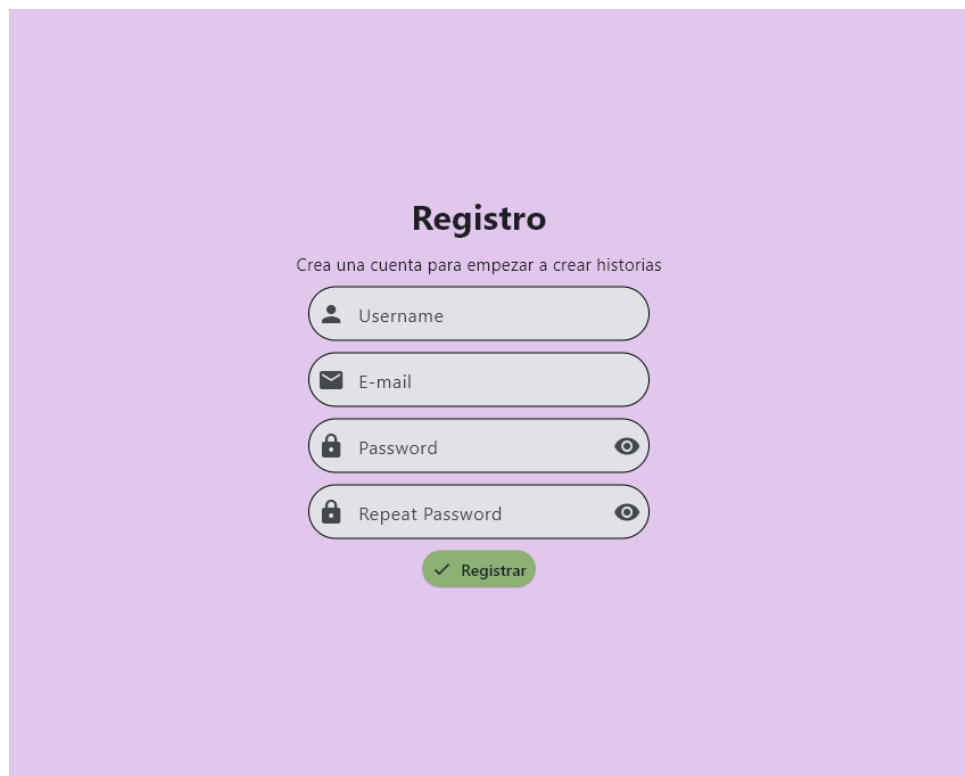 Registro
Crea una cuenta para empezar a crear historias
Username
E-mail
Password
Repeat Password
Registrar